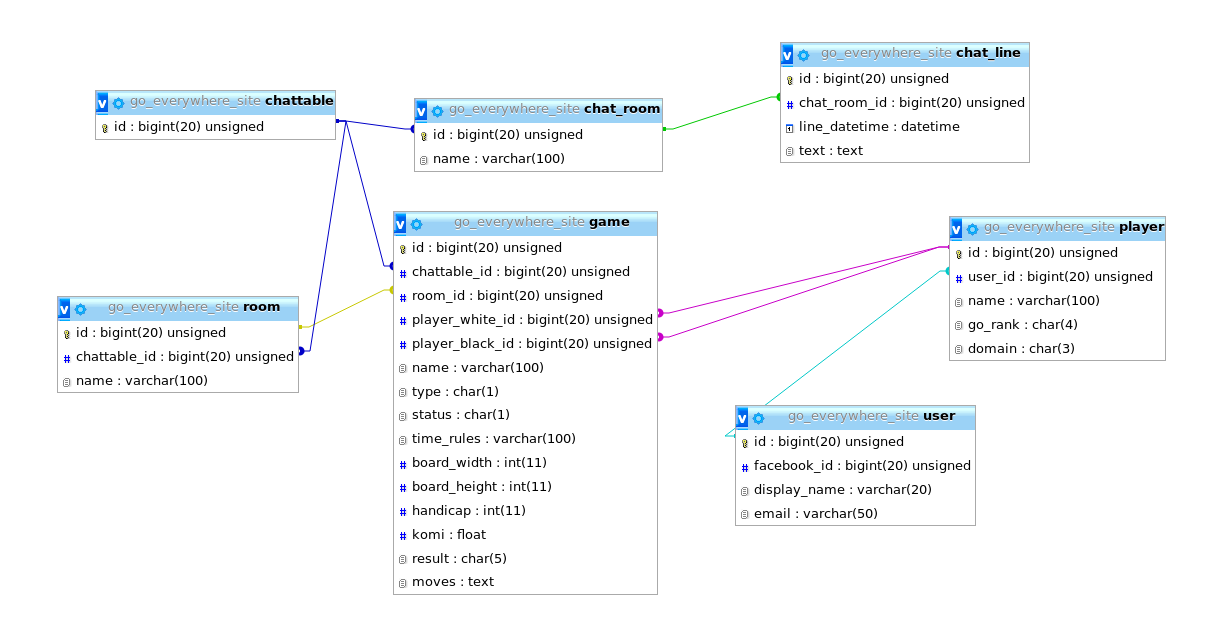 go_everywhere_site chattable
id : bigint(20) unsigned
go_everywhere_site chat_room
id : bigint(20) unsigned
name : varchar(100)
go_everywhere_site chat_line
id : bigint(20) unsigned
chat_room_id : bigint(20) unsigned
line_datetime : datetime
text : text
go_everywhere_site room
id : bigint(20) unsigned
chattable_id : bigint(20) unsigned
name : varchar(100)
go_everywhere_site game
id : bigint(20) unsigned
chattable_id : bigint(20) unsigned
room_id : bigint(20) unsigned
player_white_id : bigint(20) unsigned
player_black_id : bigint(20) unsigned
name : varchar(100)
type : char(1)
status : char(1)
time_rules : varchar(100)
board_width : int(11)
board_height : int(11)
handicap : int(11)
komi : float
result : char(5)
moves : text
go_everywhere_site player
id : bigint(20) unsigned
user_id : bigint(20) unsigned
name : varchar(100)
go_rank : char(4)
domain : char(3)
go_everywhere_site user
id : bigint(20) unsigned
facebook_id : bigint(20) unsigned
display_name : varchar(20)
email : varchar(50)